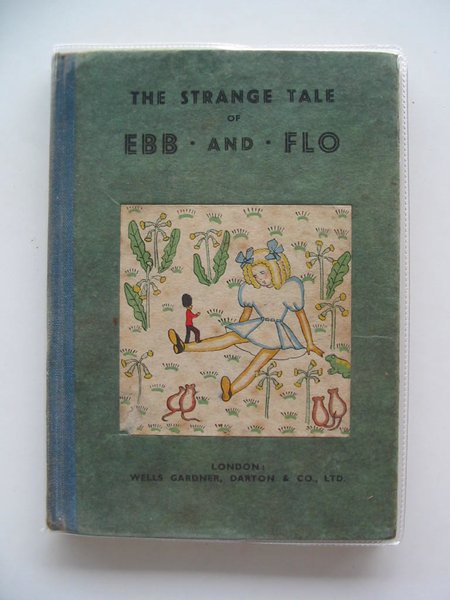 THE STRANGE TALE
OF
EBB · AND · FLO
LONDON:
WELLS GARDNER, DARTON & CO., LTD.